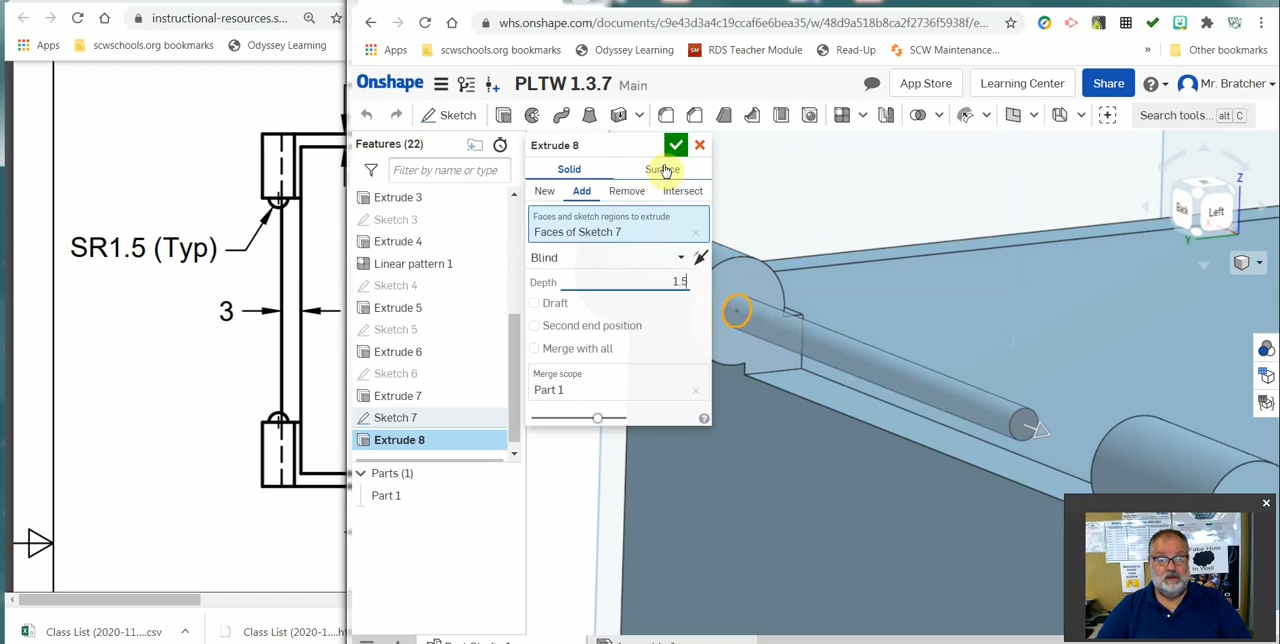 instructional-resources.s...
Apps
scwschools.org bookmarks
Odyssey Learning
SR1.5 (Typ)
3
Class List (2020-11....csv
Class List (2020-1...
whs.onshape.com/documents/c9e43d3a4c19ccaf6e6bea35/w/48d9a518b8ca2f2736f5938f/e...
Apps
scwschools.org bookmarks
Odyssey Learning
SM
RDS Teacher Module
Read-Up
SCW Maintenance...
»
Other bookmarks
Onshape
PLTW 1.3.7 Main
App Store
Learning Center
Share
Mr. Bratcher
Sketch
Search tools... alt C
Features (22)
Filter by name or type
Extrude 3
Sketch 3
Extrude 4
Linear pattern 1
Sketch 4
Extrude 5
Sketch 5
Extrude 6
Sketch 6
Extrude 7
Sketch 7
Extrude 8
Parts (1)
Part 1
Extrude 8
Solid
Surface
New
Add
Remove
Intersect
Faces and sketch regions to extrude
Faces of Sketch 7
Blind
Depth 1.5
Draft
Second end position
Merge with all
Merge scope
Part 1
Z
Back
Left
X
Y
Fake Hole
In Wall